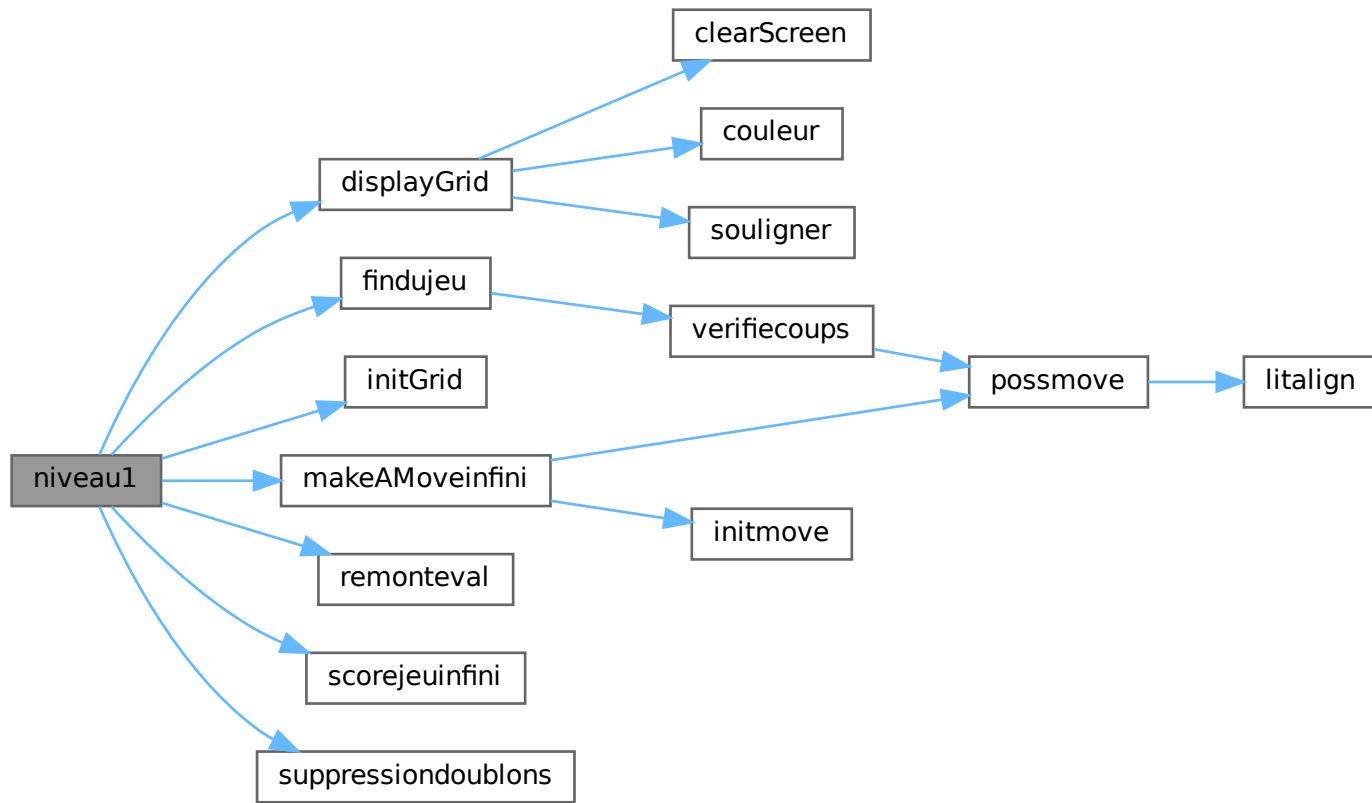 clearScreen
couleur
displayGrid
souligner
findujeu
verifiecoups
initGrid
possmove
litalign
niveau1
makeAMoveinfini
initmove
remonteval
scorejeuinfini
suppressiondoublons